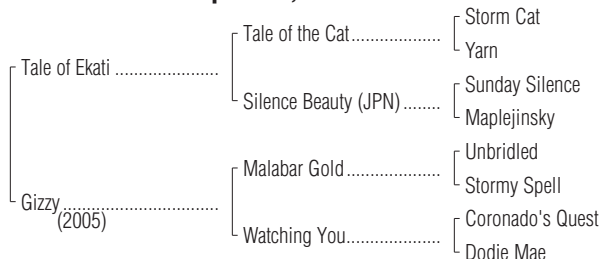 Storm Cat
Tale of the Cat....................
Yarn
Tale of Ekati .......................
Sunday Silence
Silence Beauty (JPN) ........
Maplejinsky
Unbridled
Malabar Gold.....................
Stormy Spell
Gizzy..................................
(2005)
Coronado's Quest
Watching You.....................
Dodie Mae